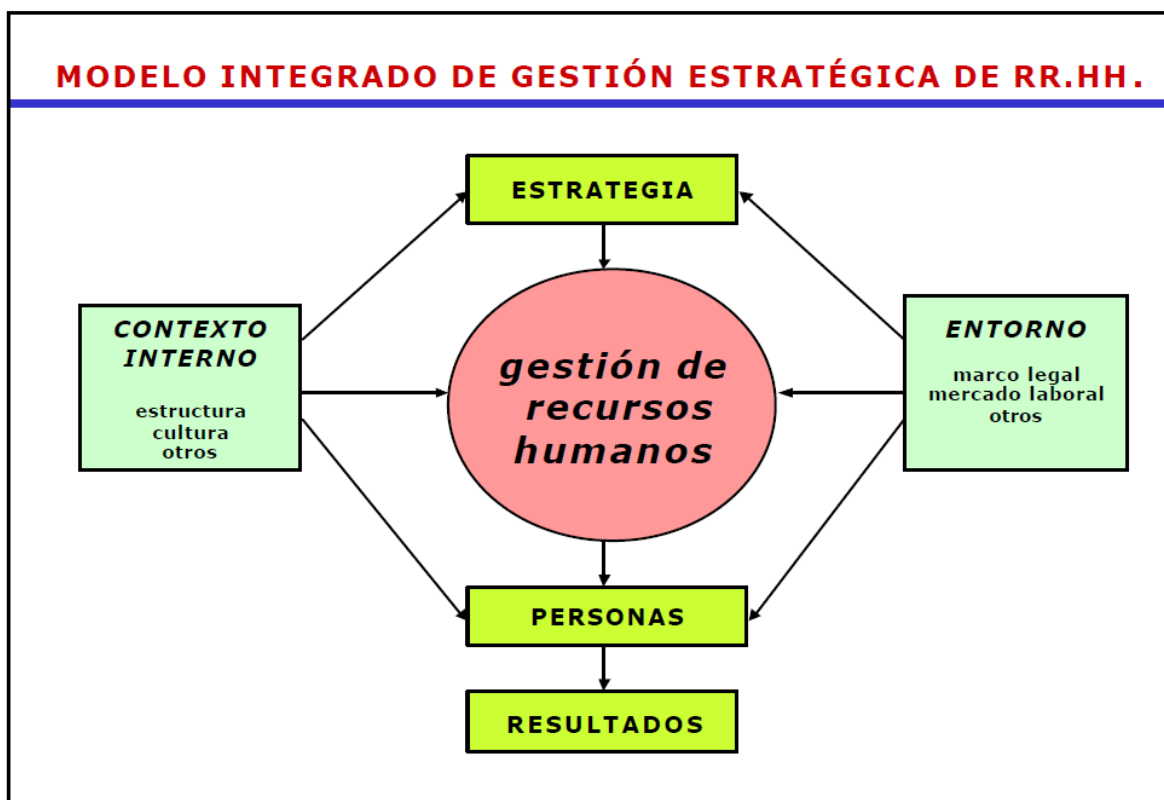 MODELO INTEGRADO DE GESTIÓN ESTRATÉGICA DE RR.HH.
ESTRATEGIA
CONTEXTO
INTERNO
estructura
cultura
otros
gestión de
recursos
humanos
ENTORNO
marco legal
mercado laboral
otros
PERSONAS
RESULTADOS